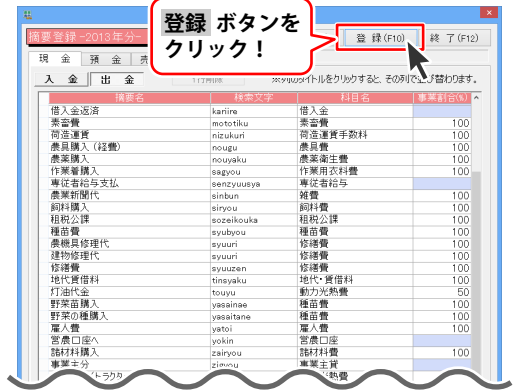 摘要登録 -2013年分-
登録 ボタンを
クリック！
登 録(F10) 終 了(F12)
現 金 預 金 売
入 金 出 金 1行削除 ※列のタイトルをクリックすると、その列で並び替わります。
摘要名 検索文字 科目名 事業割合(%)
借入金返済 kariire 借入金
素畜費 mototiku 素畜費 100
荷造運賃 nizukuri 荷造運賃手数料 100
農具購入（経費） nougu 農具費 100
農薬購入 nouyaku 農薬衛生費 100
作業着購入 sagyou 作業用衣料費 100
専従者給与支払 senzyuusya 専従者給与
農業新聞代 sinbun 雑費 100
飼料購入 siryou 飼料費 100
租税公課 sozeikouka 租税公課 100
種苗費 syubyou 種苗費 100
農機具修理代 syuuri 修繕費 100
建物修理代 syuuri 修繕費 100
修繕費 syuuzen 修繕費 100
地代賃借料 tinsyaku 地代・賃借料 100
灯油代金 touyu 動力光熱費 50
野菜苗購入 yasainae 種苗費 100
野菜の種購入 yasaitane 種苗費 100
雇人費 yatoi 雇人費 100
営農口座へ yokin 営農口座
諸材料購入 zairyou 諸材料費 100
事業主分 zigyou 事業主貸